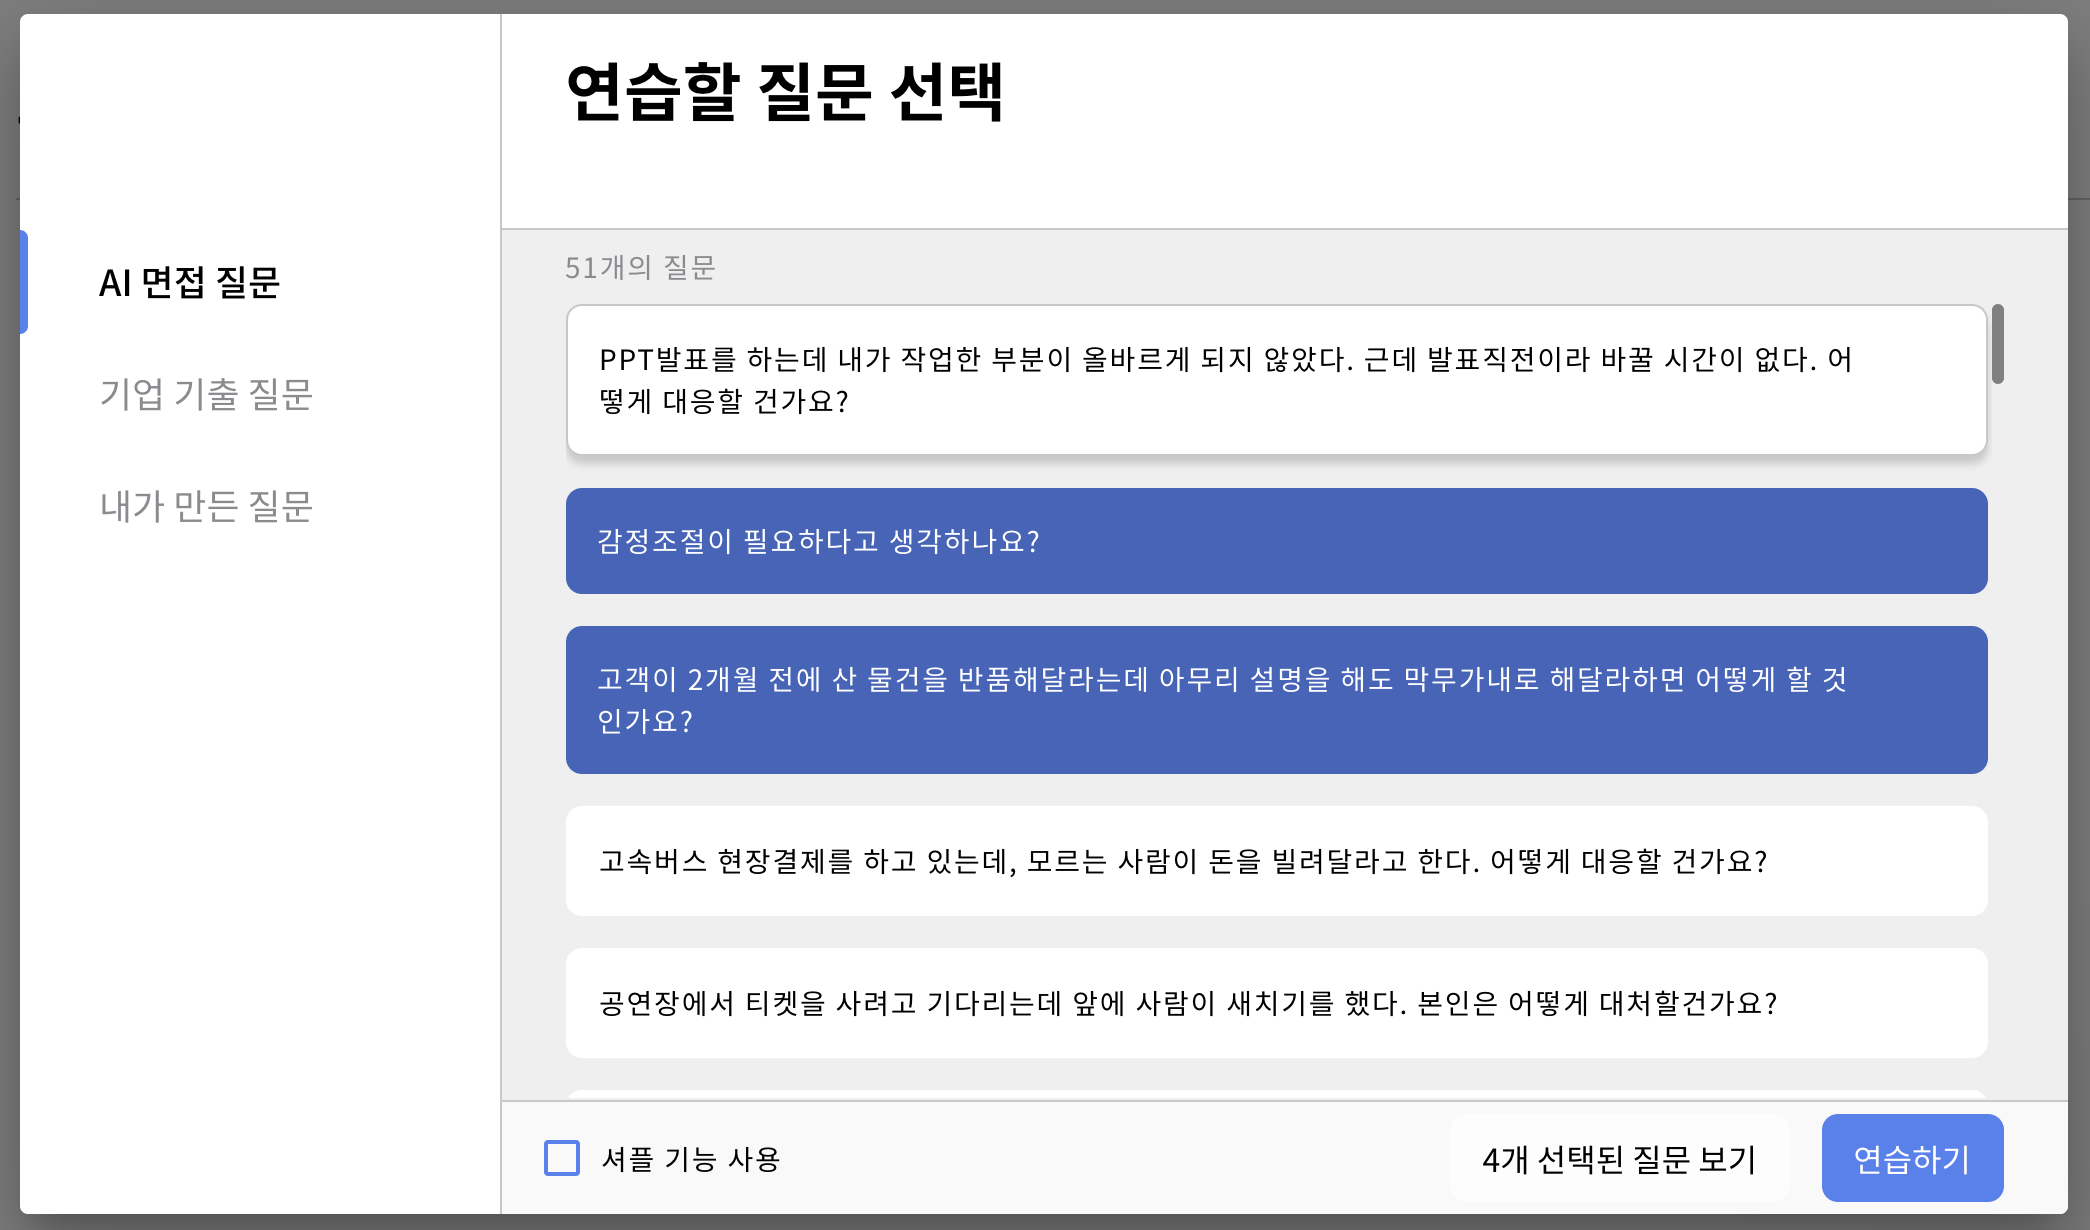 연습할 질문 선택
AI 면접 질문
기업 기출 질문
내가 만든 질문
51개의 질문
PPT발표를 하는데 내가 작업한 부분이 올바르게 되지 않았다. 근데 발표직전이라 바꿀 시간이 없다. 어
떻게 대응할 건가요?
감정조절이 필요하다고 생각하나요?
고객이 2개월 전에 산 물건을 반품해달라는데 아무리 설명을 해도 막무가내로 해달라하면 어떻게 할 것
인가요?
고속버스 현장결제를 하고 있는데, 모르는 사람이 돈을 빌려달라고 한다. 어떻게 대응할 건가요?
공연장에서 티켓을 사려고 기다리는데 앞에 사람이 새치기를 했다. 본인은 어떻게 대처할건가요?
셔플 기능 사용
4개 선택된 질문 보기
연습하기